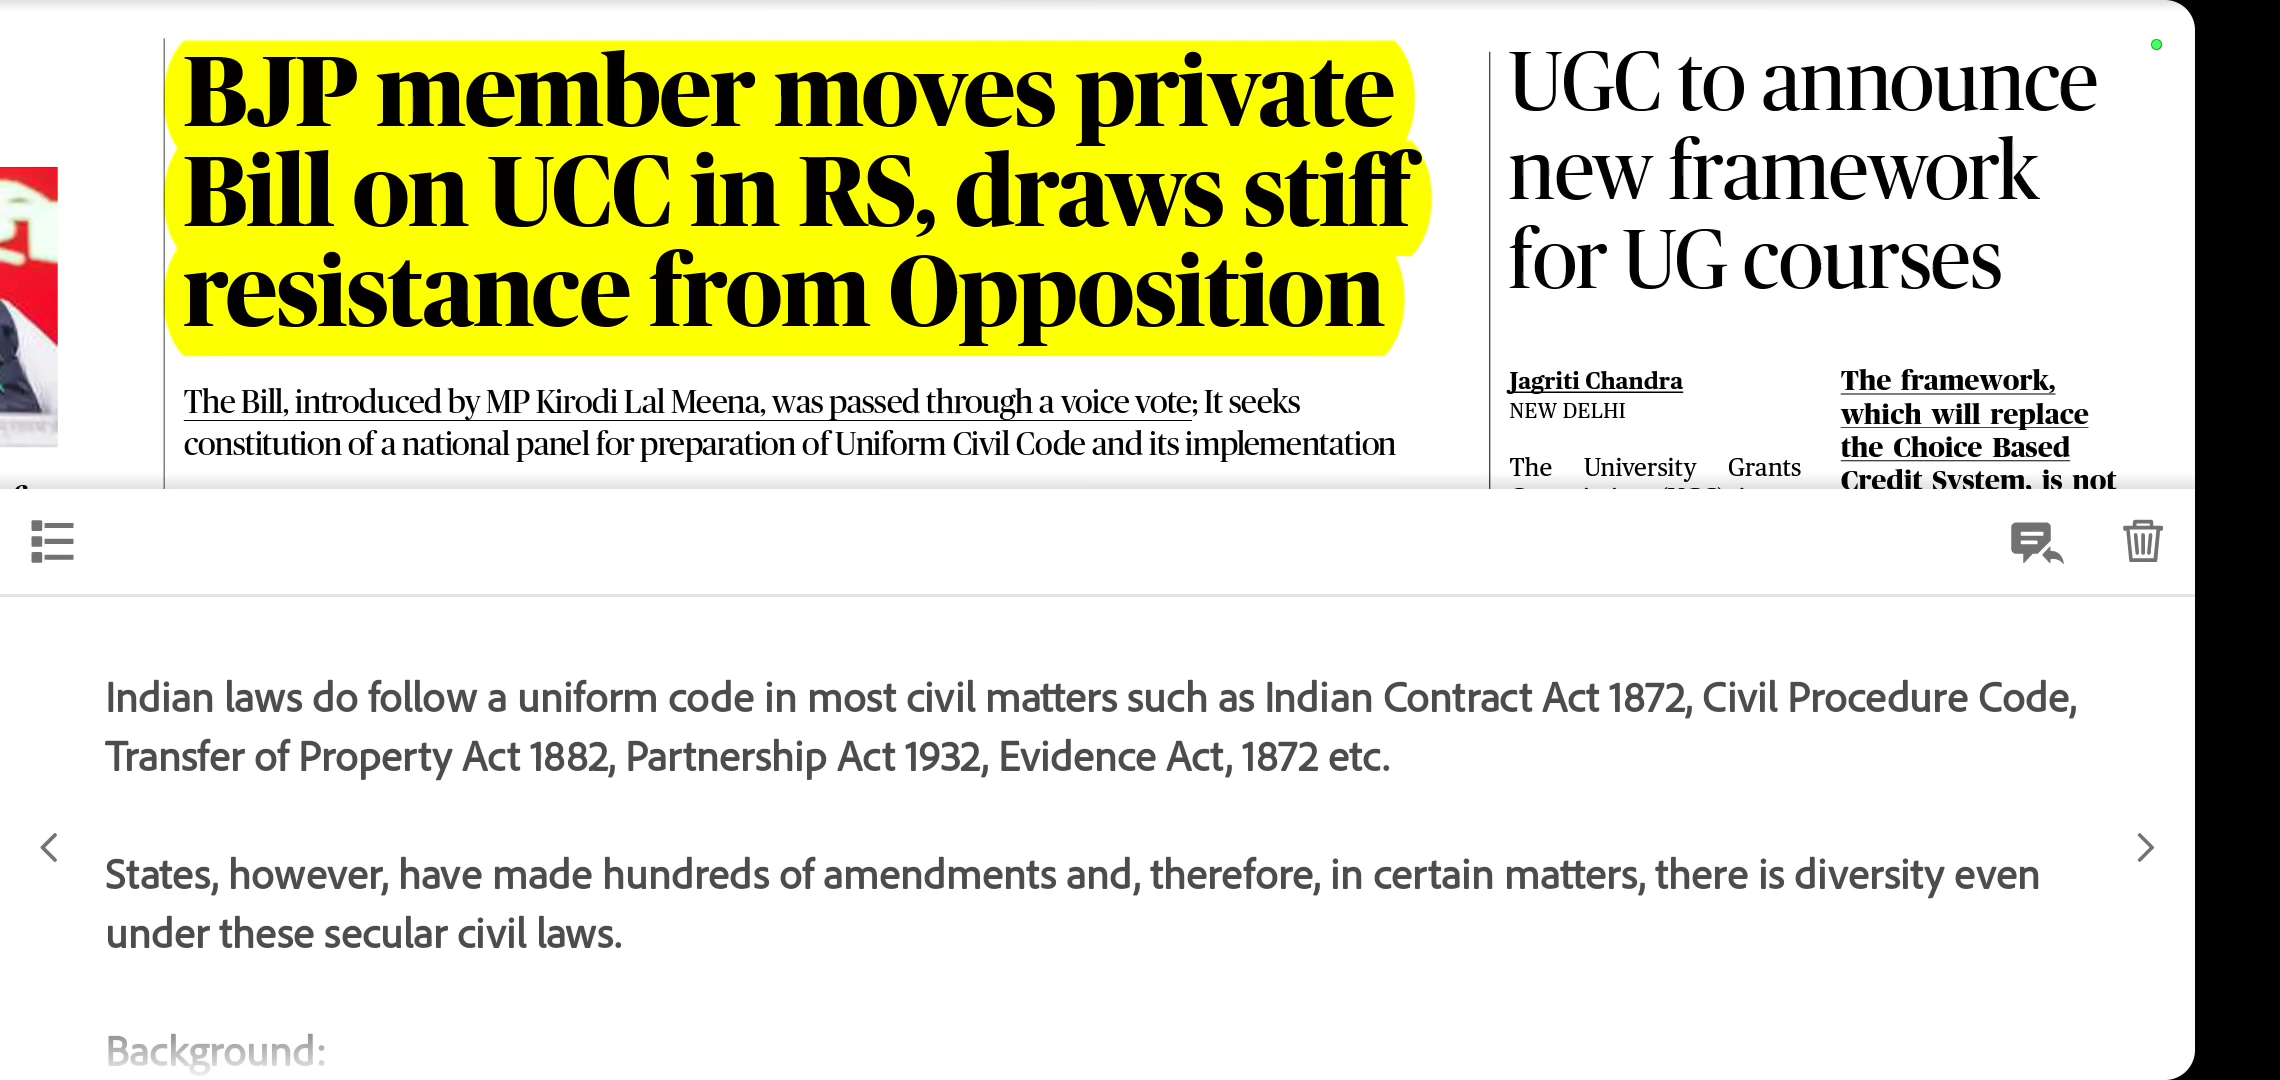 BJP member moves private
Bill on UCC in RS, draws stiff
resistance from Opposition
The Bill, introduced by MP Kirodi Lal Meena, was passed through a voice vote; It seeks
constitution of a national panel for preparation of Uniform Civil Code and its implementation
UGC to announce
new framework
for UG courses
Jagriti Chandra
NEW DELHI
The University Grants
The framework,
which will replace
the Choice Based
Credit System, is not
Indian laws do follow a uniform code in most civil matters such as Indian Contract Act 1872, Civil Procedure Code,
Transfer of Property Act 1882, Partnership Act 1932, Evidence Act, 1872 etc.
States, however, have made hundreds of amendments and, therefore, in certain matters, there is diversity even
under these secular civil laws.
Background: